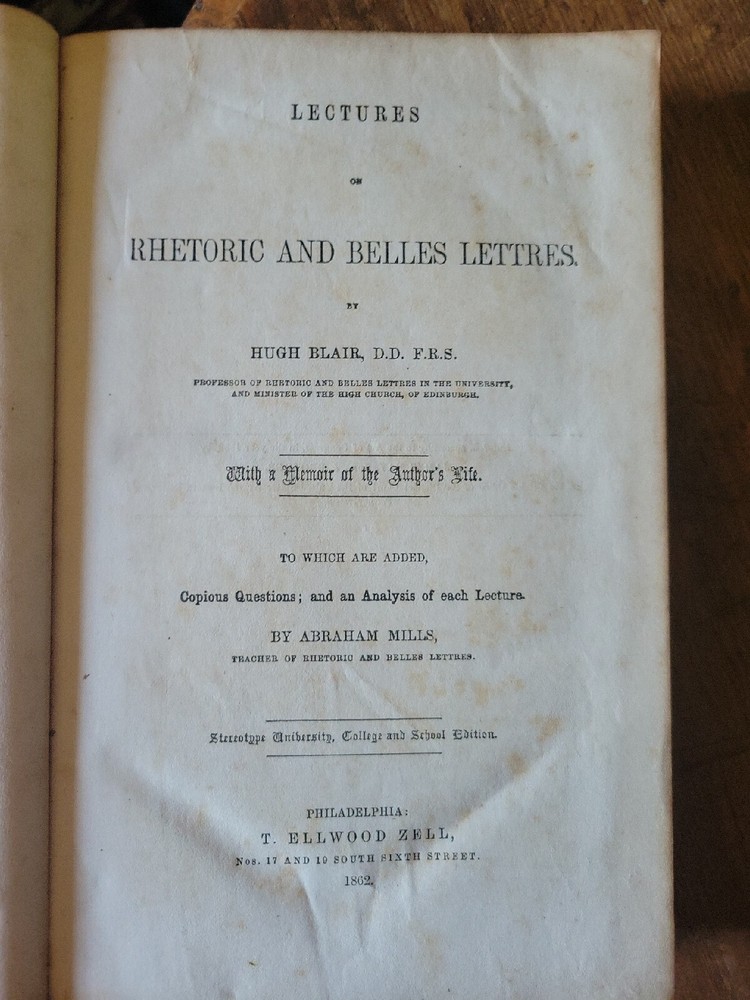 LECTURES
ON
RHETORIC AND BELLES LETTRES.
BY
HUGH BLAIR, D.D. F.R.S.
PROFESSOR OF RHETORIC AND BELLES LETTRES IN THE UNIVERSITY,
AND MINISTER OF THE HIGH CHURCH, OF EDINBURGH.
With a Memoir of the Author's Life.
TO WHICH ARE ADDED,
Copious Questions; and an Analysis of each Lecture.
BY ABRAHAM MILLS,
TEACHER OF RHETORIC AND BELLES LETTRES.
Stereotype University, College and School Edition.
PHILADELPHIA:
T. ELLWOOD ZELL,
Nos. 17 AND 19 SOUTH SIXTH STREET.
1862.